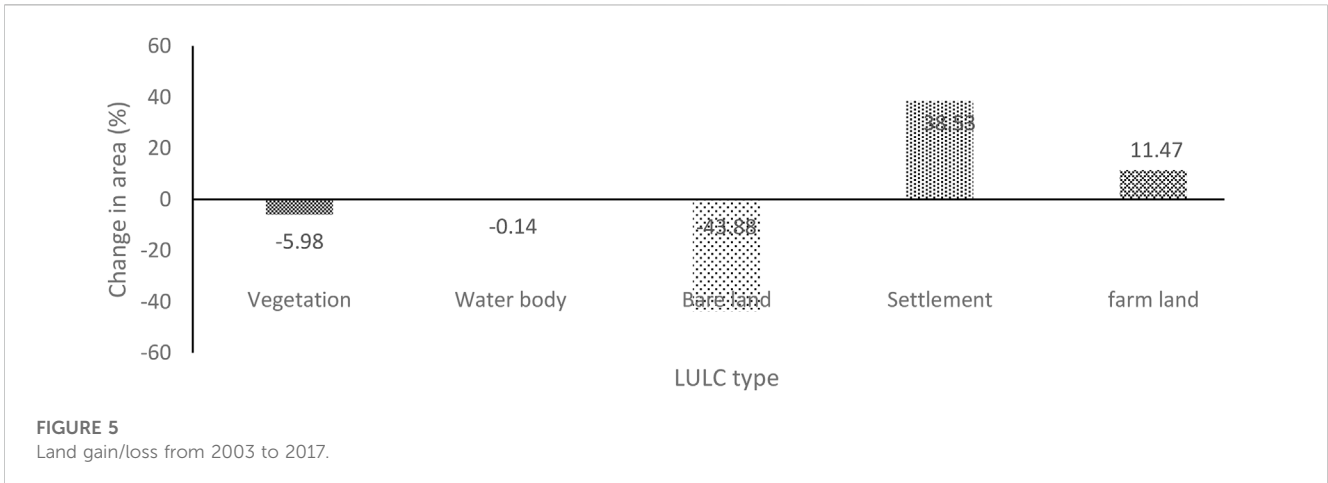 60
40
20
0
-20
-40
-60
Change in area (%)
38.53
11.47
-5.98
-0.14
-43.88
Vegetation
Water body
Bare land
Settlement
farm land
LULC type
FIGURE 5
Land gain/loss from 2003 to 2017.